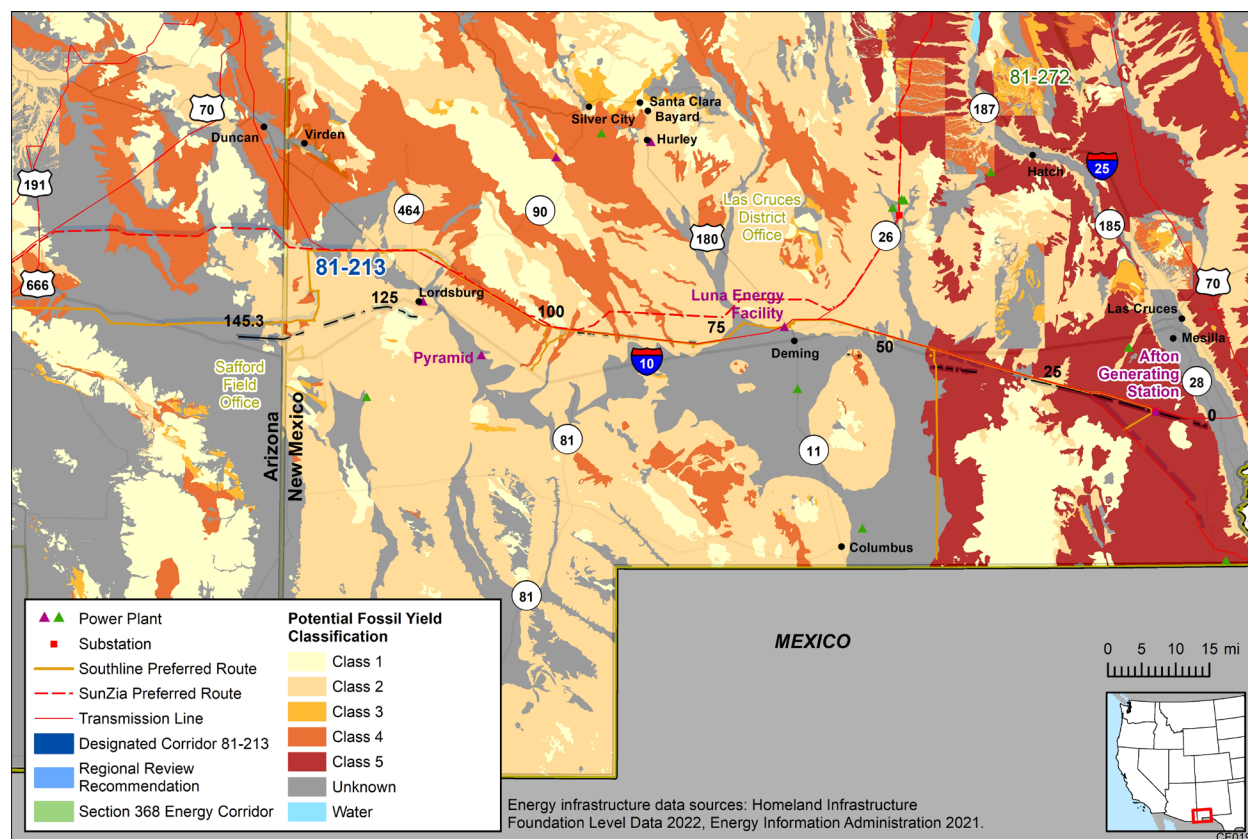 81-272
187
70
Santa Clara
Silver City
Bayard
Duncan
Virden
Hurley
Hatch
25
191
464
90
Las Cruces
District
Office
185
180
26
81-213
666
70
125
Lordsburg
Luna Energy
Facility
Las Cruces
145.3
100
75
Mesilla
Pyramid
10
Deming
50
Afton
Generating
Station
25
28
0
Safford
Field
Office
Arizona
New Mexico
81
11
Columbus
81
MEXICO
Power Plant
Substation
Southline Preferred Route
SunZia Preferred Route
Transmission Line
Designated Corridor 81-213
Regional Review
Recommendation
Section 368 Energy Corridor
Potential Fossil Yield
Classification
Class 1
Class 2
Class 3
Class 4
Class 5
Unknown
Water
0 5 10 15 mi
Energy infrastructure data sources: Homeland Infrastructure
Foundation Level Data 2022, Energy Information Administration 2021.